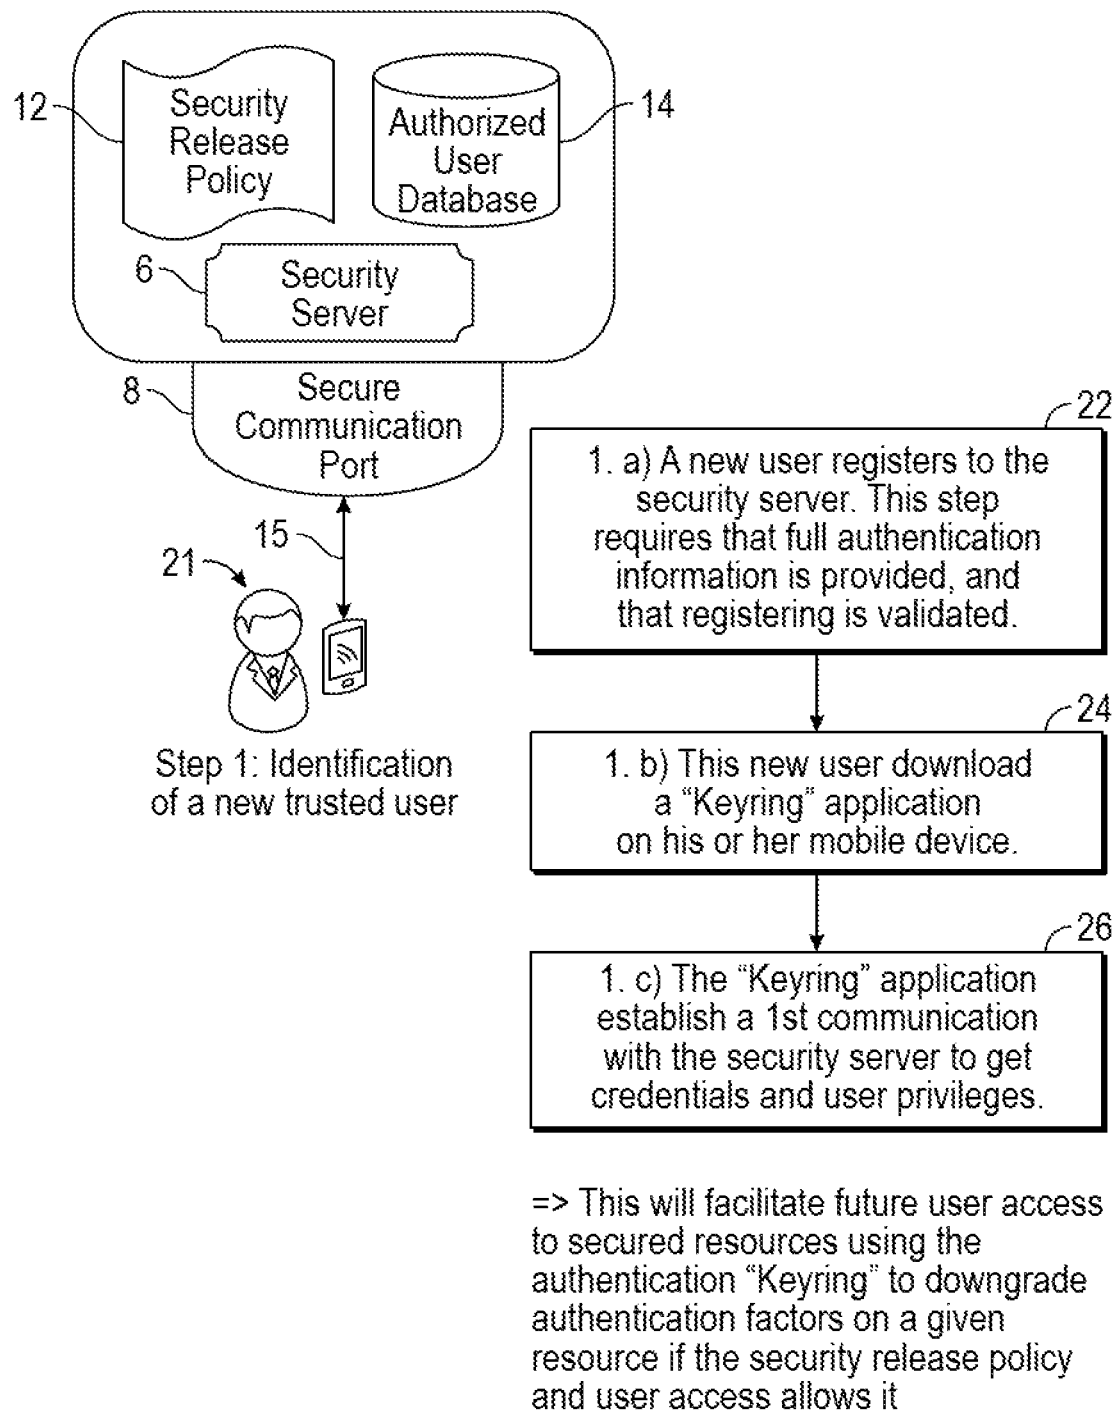 12
Security
Release
Policy
Authorized
User
Database
14
6
Security
Server
8
Secure
Communication
Port
15
21
Step 1: Identification
of a new trusted user
22
1. a) A new user registers to the
security server. This step
requires that full authentication
information is provided, and
that registering is validated.
24
1. b) This new user download
a “Keyring” application
on his or her mobile device.
26
1. c) The “Keyring” application
establish a 1st communication
with the security server to get
credentials and user privileges.
=> This will facilitate future user access
to secured resources using the
authentication “Keyring” to downgrade
authentication factors on a given
resource if the security release policy
and user access allows it